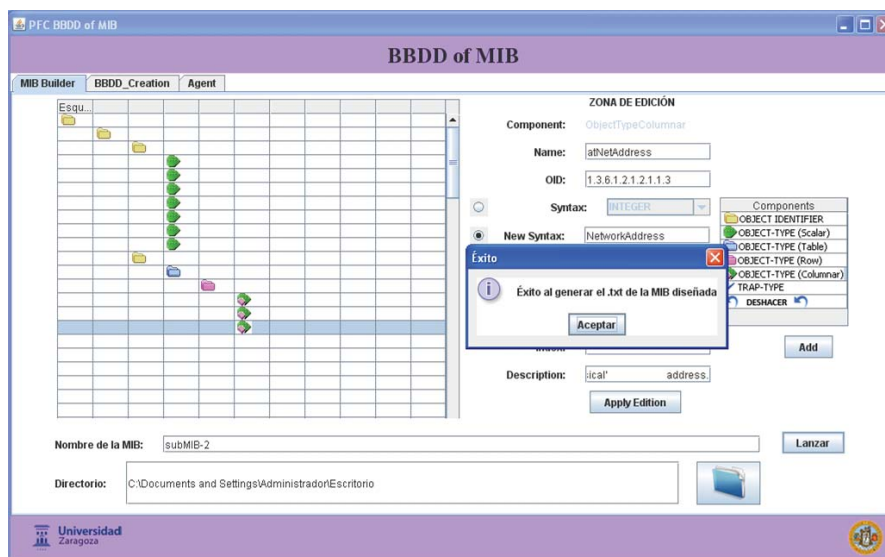 PFC BBDD of MIB
BBDD of MIB
MIB Builder BBDD_Creation Agent
Esqu...
ZONA DE EDICIÓN
Component: ObjectTypeColumnar
Name: atNetAddress
OID: 1.3.6.1.2.1.2.1.1.3
Syntax: INTEGER
New Syntax: NetworkAddress
Components
OBJECT IDENTIFIER
OBJECT-TYPE (Scalar)
OBJECT-TYPE (Table)
OBJECT-TYPE (Row)
OBJECT-TYPE (Columnar)
TRAP-TYPE
DESHACER
Éxito
Éxito al generar el .txt de la MIB diseñada
Aceptar
Add
Description: sical' address.
Apply Edition
Nombre de la MIB: subMIB-2
Lanzar
Directorio: C:\Documents and Settings\Administrador\Escritorio
Universidad
Zaragoza